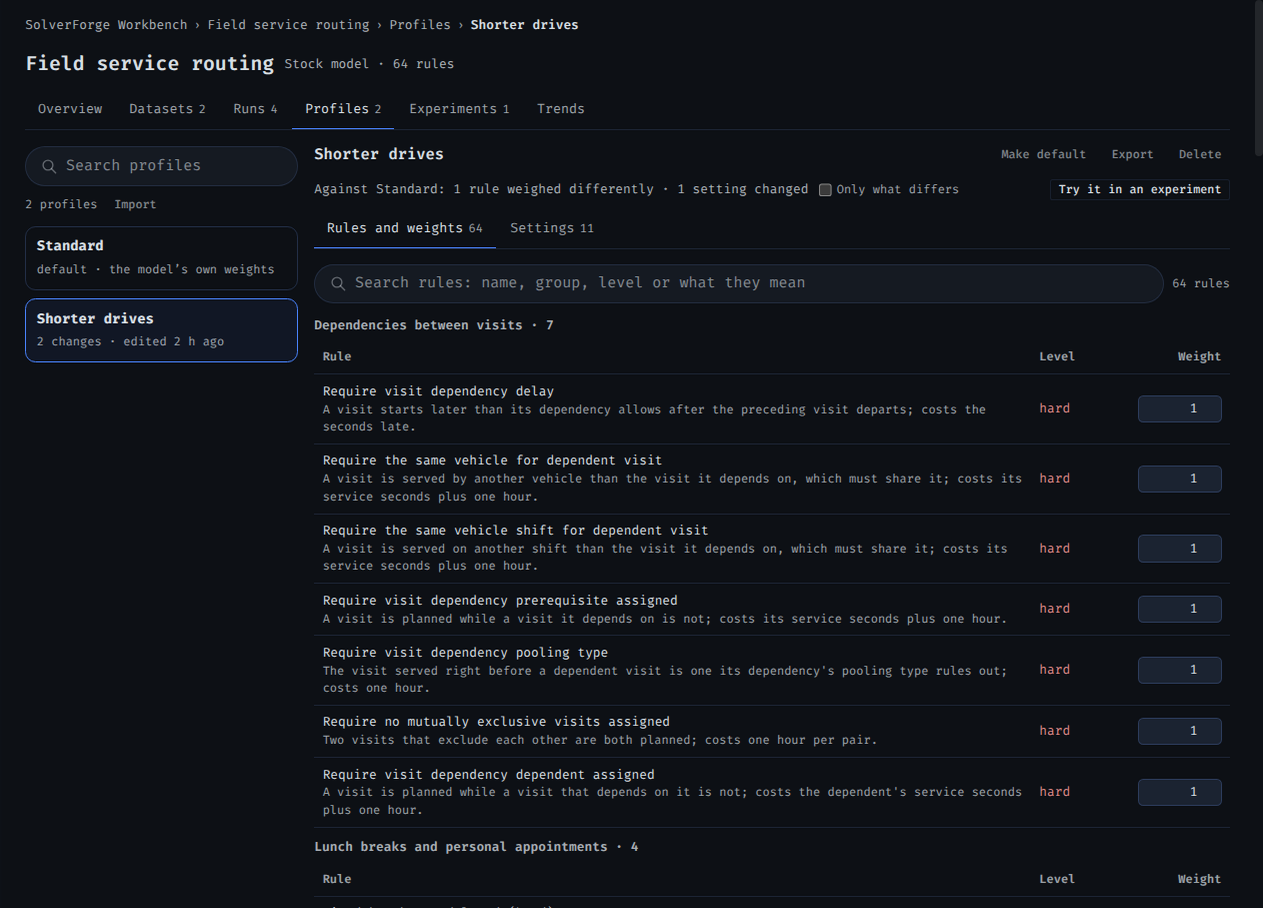 SolverForge Workbench › Field service routing › Profiles › Shorter drives
Field service routing Stock model · 64 rules
Overview Datasets 2 Runs 4 Profiles 2 Experiments 1 Trends
Search profiles
2 profiles Import
Standard
default · the model’s own weights
Shorter drives
2 changes · edited 2 h ago
Shorter drives Make default Export Delete
Against Standard: 1 rule weighed differently · 1 setting changed Only what differs Try it in an experiment
Rules and weights 64 Settings 11
Search rules: name, group, level or what they mean 64 rules
Dependencies between visits · 7
Rule Level Weight
Require visit dependency delay
A visit starts later than its dependency allows after the preceding visit departs; costs the
seconds late.
hard 1
Require the same vehicle for dependent visit
A visit is served by another vehicle than the visit it depends on, which must share it; costs its
service seconds plus one hour.
hard 1
Require the same vehicle shift for dependent visit
A visit is served on another shift than the visit it depends on, which must share it; costs its
service seconds plus one hour.
hard 1
Require visit dependency prerequisite assigned
A visit is planned while a visit it depends on is not; costs its service seconds plus one hour.
hard 1
Require visit dependency pooling type
The visit served right before a dependent visit is one its dependency's pooling type rules out;
costs one hour.
hard 1
Require no mutually exclusive visits assigned
Two visits that exclude each other are both planned; costs one hour per pair.
hard 1
Require visit dependency dependent assigned
A visit is planned while a visit that depends on it is not; costs the dependent's service seconds
plus one hour.
hard 1
Lunch breaks and personal appointments · 4
Rule Level Weight